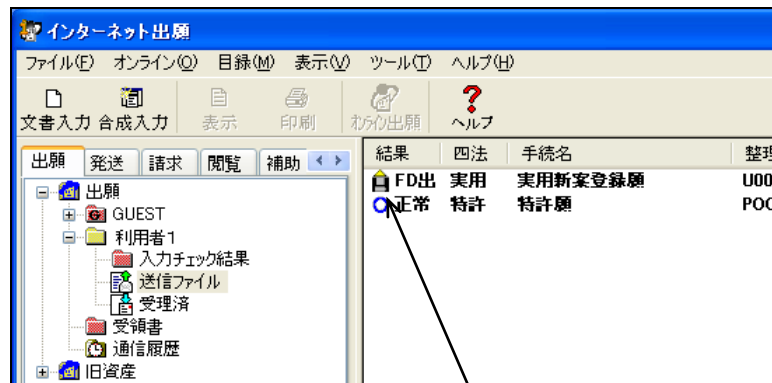 インターネット出願
ファイル(F) オンライン(O) 目録(M) 表示(V) ツール(T) ヘルプ(H)
文書入力 合成入力 表示 印刷 オンライン出願 ヘルプ
出願 発送 請求 閲覧 補助
結果 四法 手続名 整理
出願
GUEST
利用者1
入力チェック結果
送信ファイル
受理済
受領書
通信履歴
旧資産
FD出 実用 実用新案登録願 U00
正常 特許 特許願